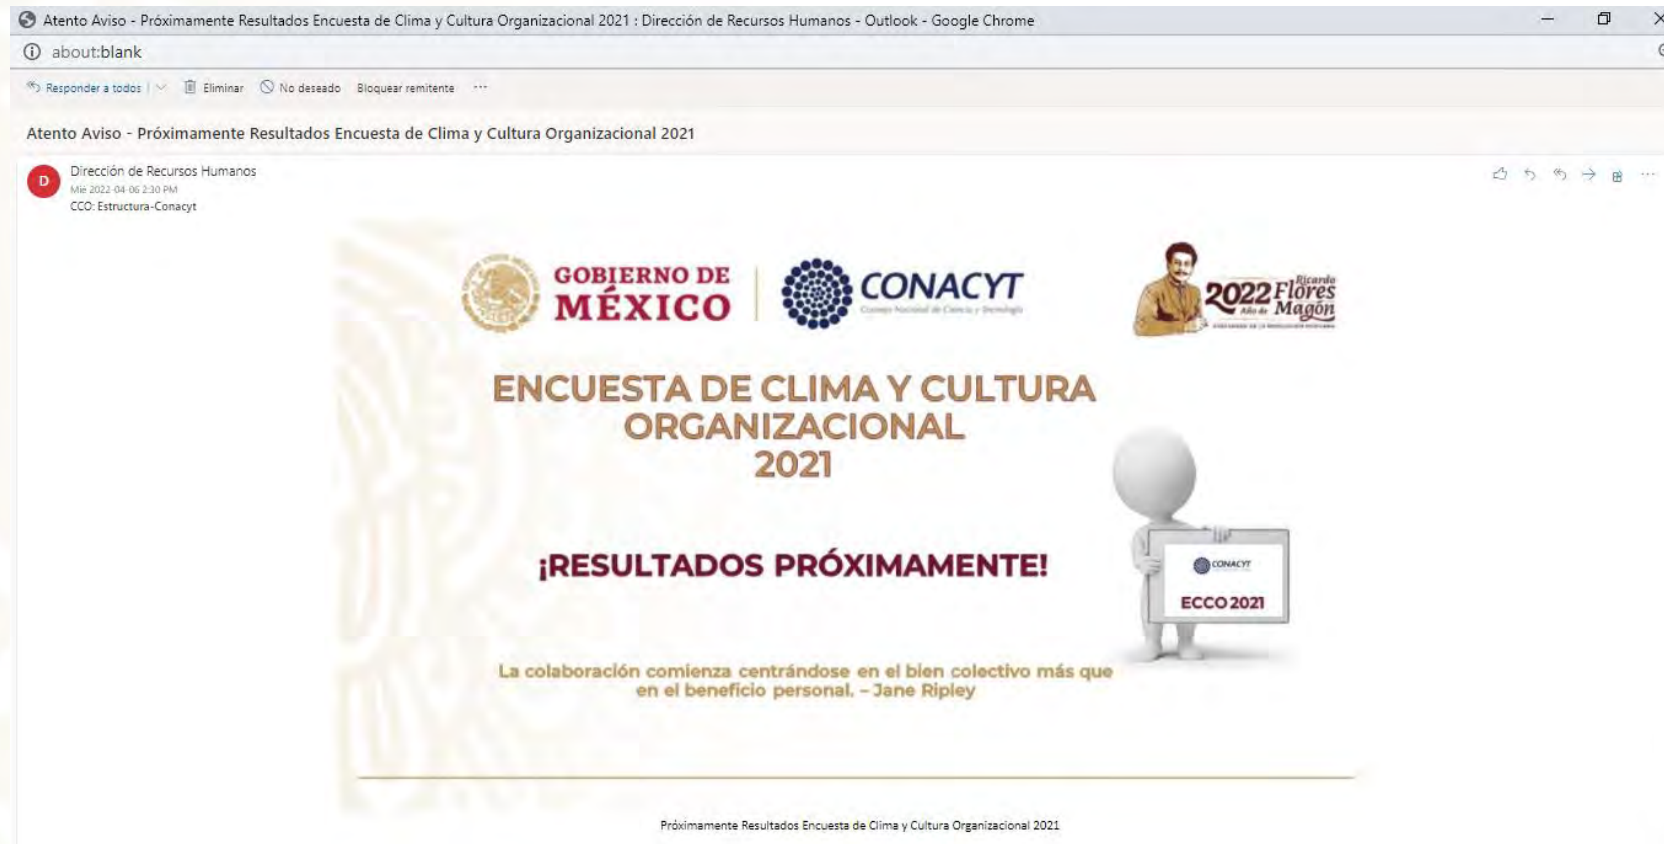 Atento Aviso - Próximamente Resultados Encuesta de Clima y Cultura Organizacional 2021 : Dirección de Recursos Humanos - Outlook - Google Chrome
about:blank
Responder a todos | Eliminar No deseado Bloquear remitente ...
Atento Aviso - Próximamente Resultados Encuesta de Clima y Cultura Organizacional 2021
D
Dirección de Recursos Humanos
Mié 2022-04-06 2:30 PM
CCO: Estructura-Conacyt
GOBIERNO DE
MÉXICO
CONACYT
Consejo Nacional de Ciencia y Tecnología
2022 Ricardo
Flores
Año de Magón
ENCUESTA DE CLIMA Y CULTURA
ORGANIZACIONAL
2021
¡RESULTADOS PRÓXIMAMENTE!
CONACYT
ECCO 2021
La colaboración comienza centrándose en el bien colectivo más que
en el beneficio personal. – Jane Ripley
Próximamente Resultados Encuesta de Clima y Cultura Organizacional 2021